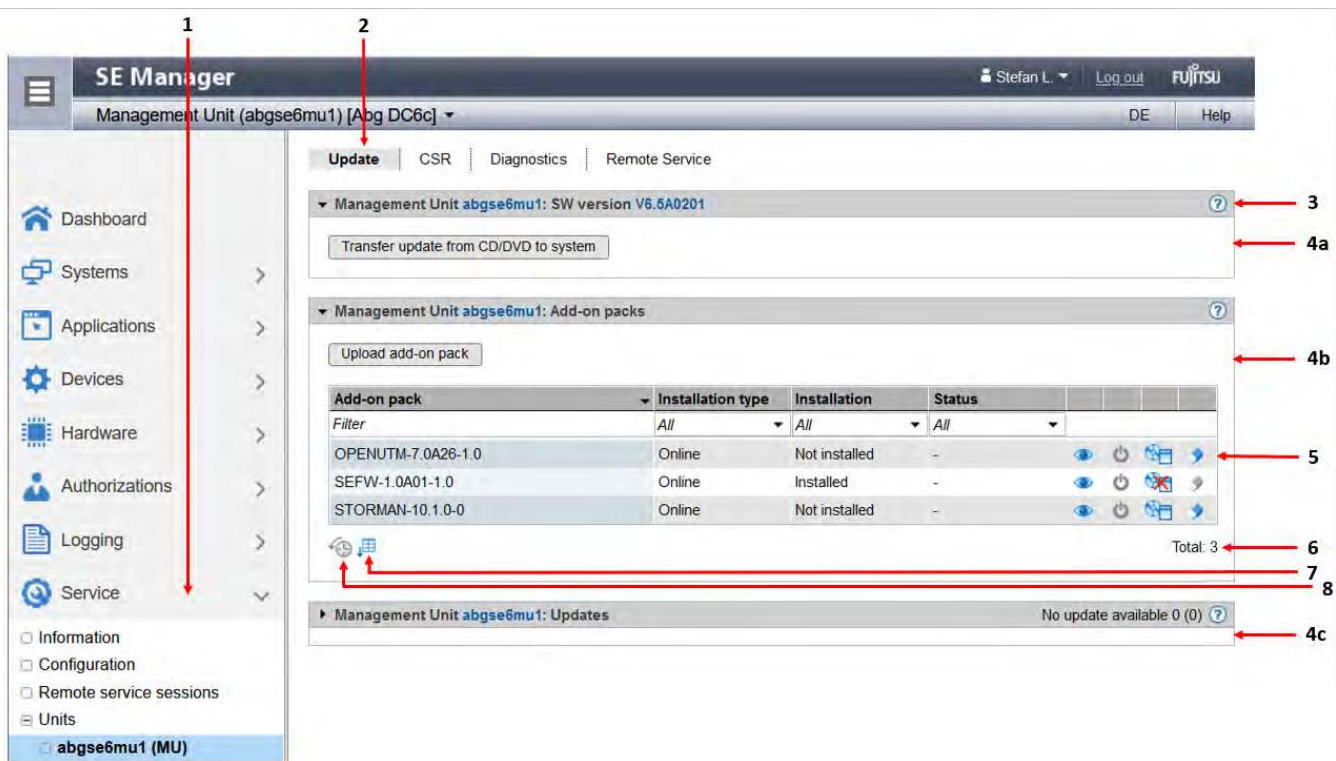 1 2
SE Manager
Stefan L. Log out FUJITSU
Management Unit (abgse6mu1) [Abg DC6c] DE Help
Update CSR Diagnostics Remote Service
Management Unit abgse6mu1: SW version V6.5A0201 ? 3
Transfer update from CD/DVD to system 4a
Dashboard
Systems
Applications
Devices
Hardware
Authorizations
Logging
Service
Information
Configuration
Remote service sessions
Units
abgse6mu1 (MU)
Management Unit abgse6mu1: Add-on packs ?
Upload add-on pack 4b
Add-on pack Installation type Installation Status
Filter All All All
OPENUTM-7.0A26-1.0 Online Not installed - 5
SEFW-1.0A01-1.0 Online Installed -
STORMAN-10.1.0-0 Online Not installed -
Total: 3 6
7
8
Management Unit abgse6mu1: Updates No update available 0 (0) ?
4c